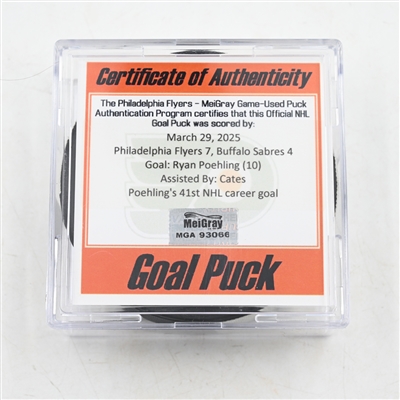 Certificate of Authenticity
The Philadelphia Flyers - MeiGray Game-Used Puck
Authentication Program certifies that this Official NHL
Goal Puck was scored by:
March 29, 2025
Philadelphia Flyers 7, Buffalo Sabres 4
Goal: Ryan Poehling (10)
Assisted By: Cates
Poehling's 41st NHL career goal
MeiGray
MGA 93066
Goal Puck